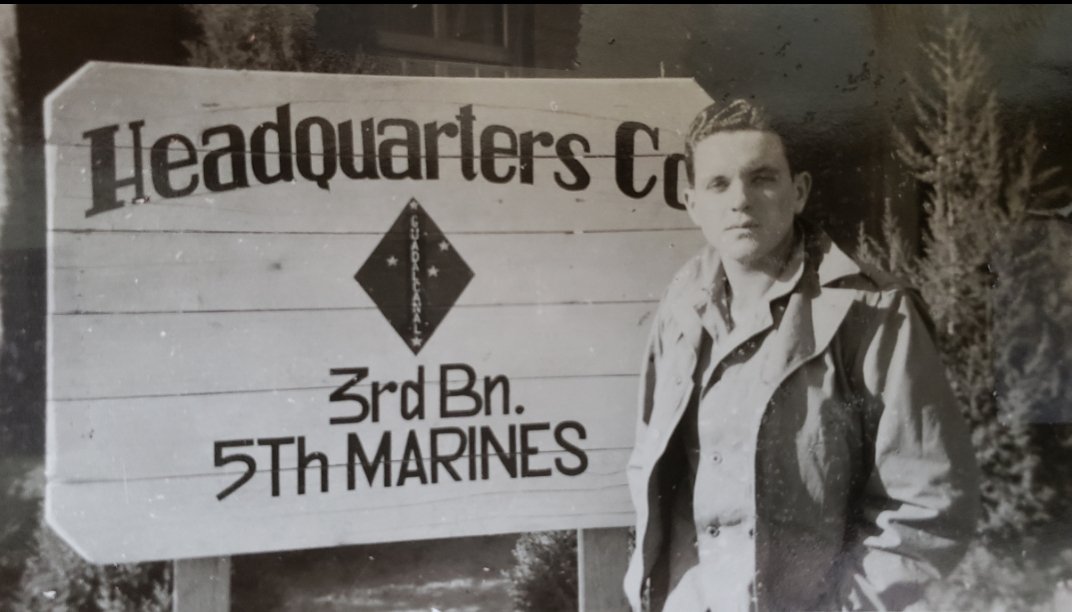 Headquarters Co
GUADALCANAL
3rd Bn.
5Th MARINES